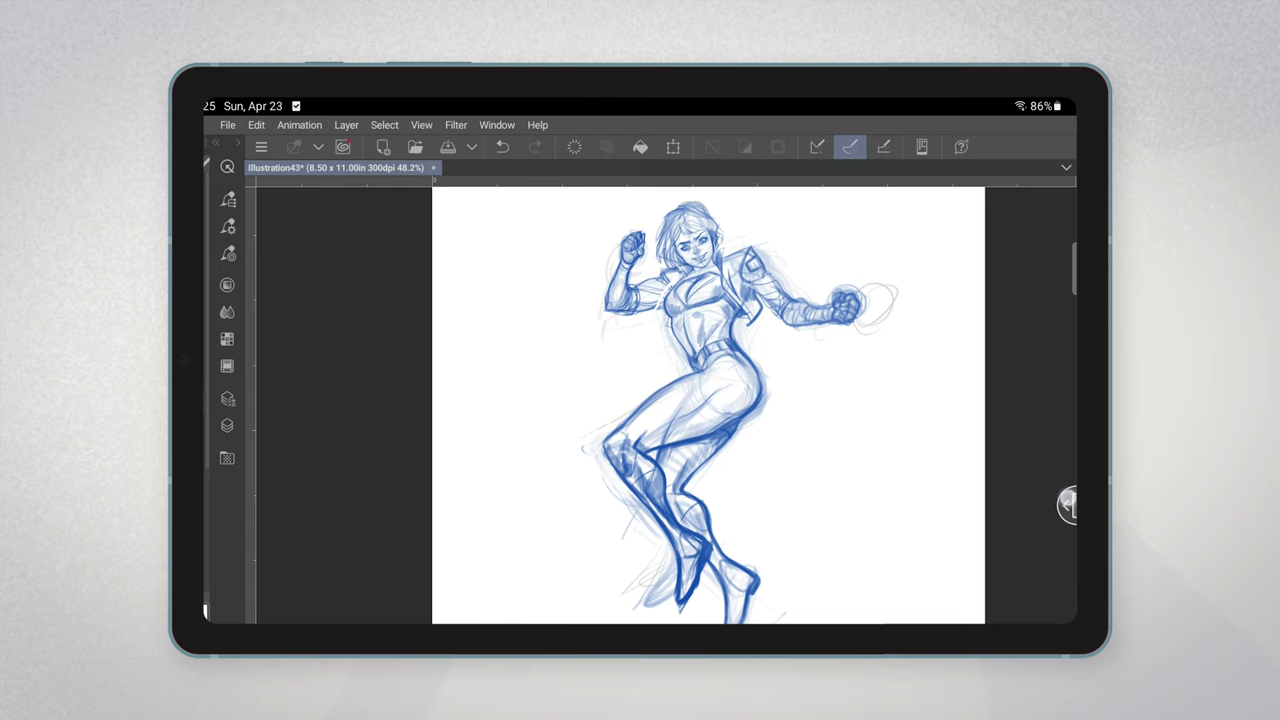 25 Sun, Apr 23 86%
File Edit Animation Layer Select View Filter Window Help
Illustration43* (8.50 x 11.00in 300dpi 48.2%)
0